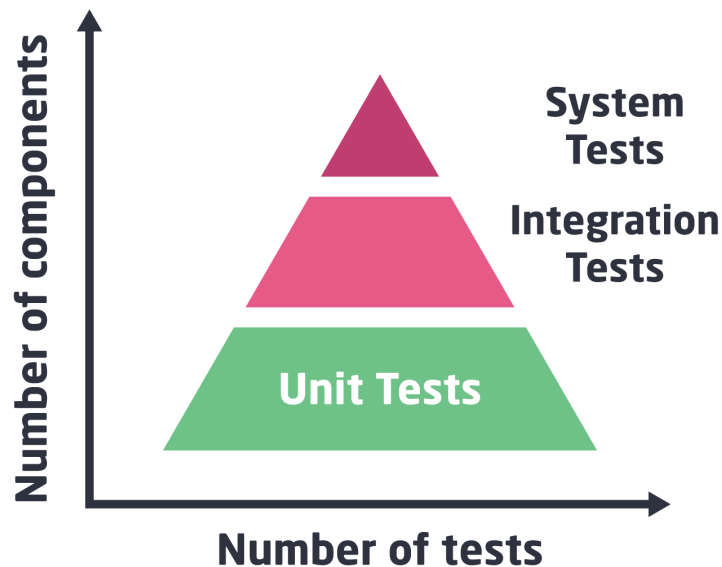 Number of components
System
Tests
Integration
Tests
Unit Tests
Number of tests